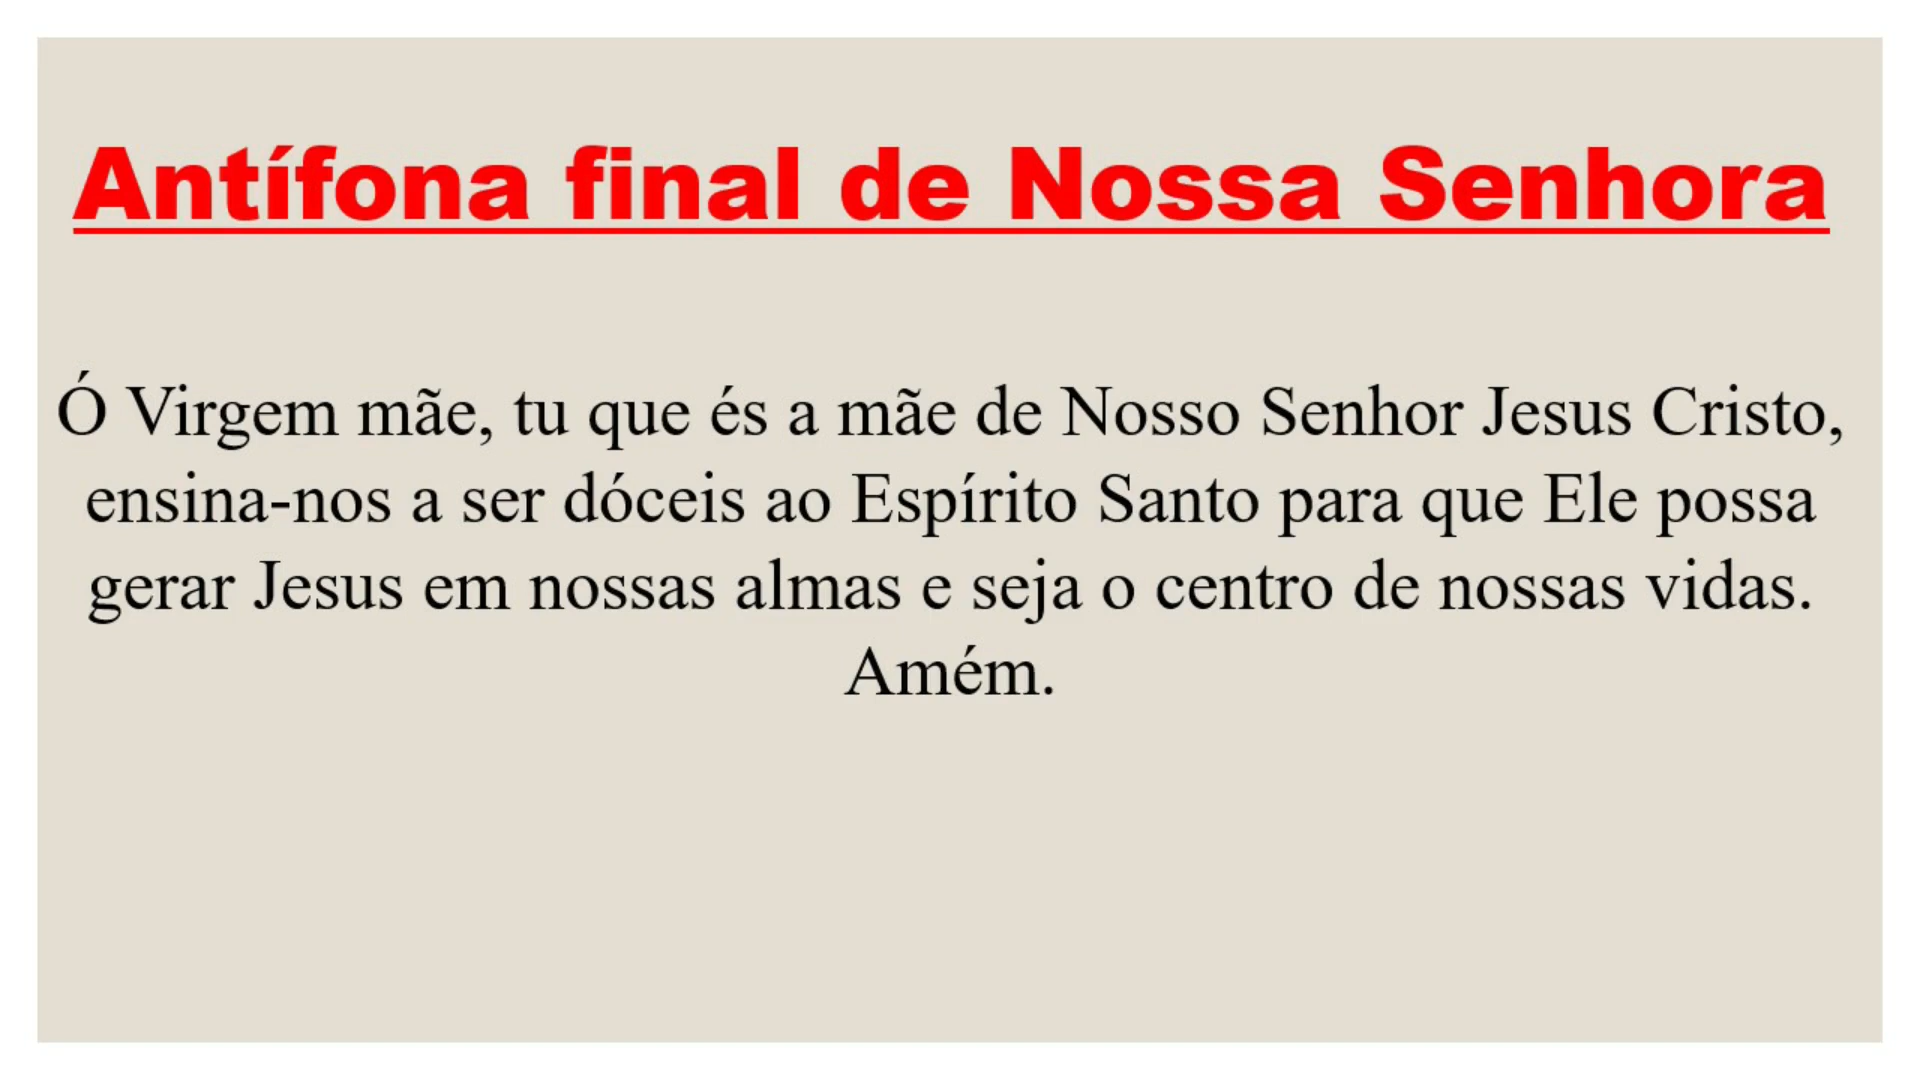 Antífona final de Nossa Senhora
Ó Virgem mãe, tu que és a mãe de Nosso Senhor Jesus Cristo,
ensina-nos a ser dóceis ao Espírito Santo para que Ele possa
gerar Jesus em nossas almas e seja o centro de nossas vidas.
Amém.